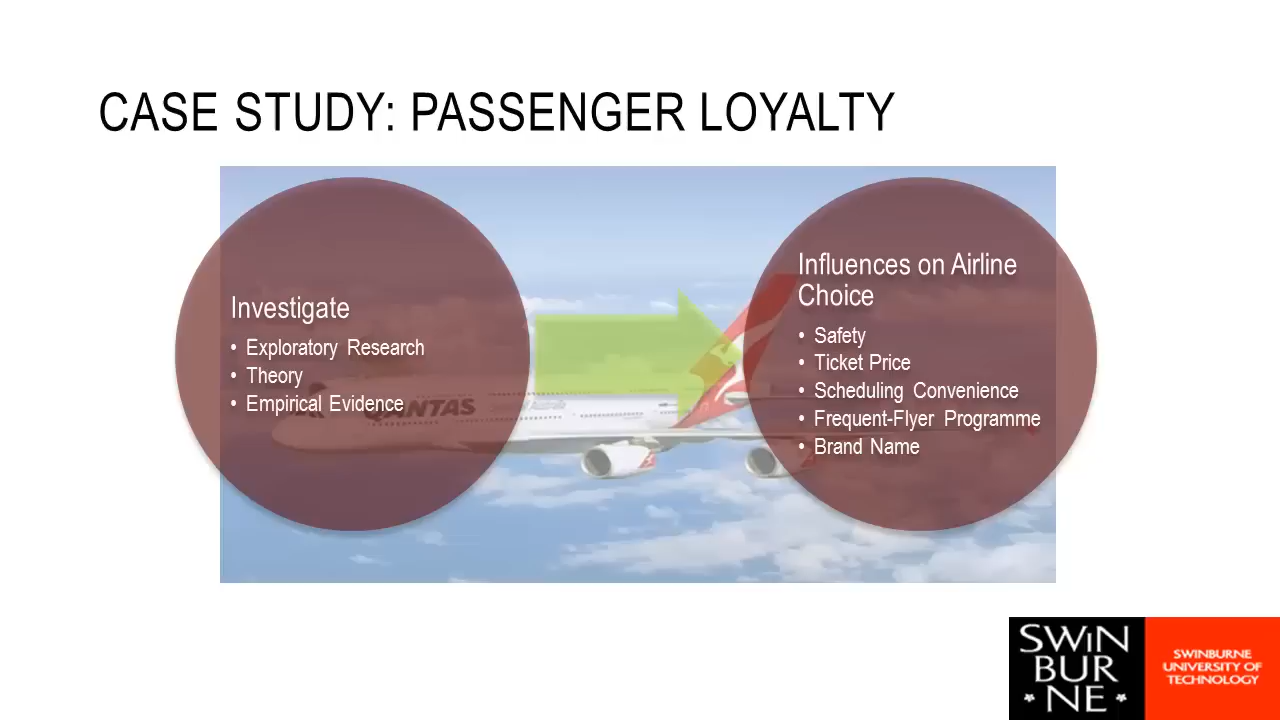 CASE STUDY: PASSENGER LOYALTY
Investigate
• Exploratory Research
• Theory
• Empirical Evidence
QANTAS
Influences on Airline
Choice
• Safety
• Ticket Price
• Scheduling Convenience
• Frequent-Flyer Programme
• Brand Name
SWiN
BUR
NE
SWINBURNE
UNIVERSITY OF
TECHNOLOGY